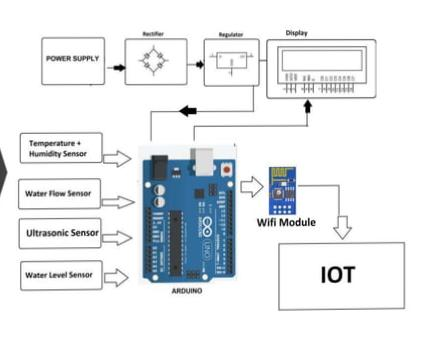 Rectifier
Regulator
Display
POWER SUPPLY
Temperature +
Humidity Sensor
Water Flow Sensor
Ultrasonic Sensor
Water Level Sensor
UNO
ARDUINO
Wifi Module
IOT